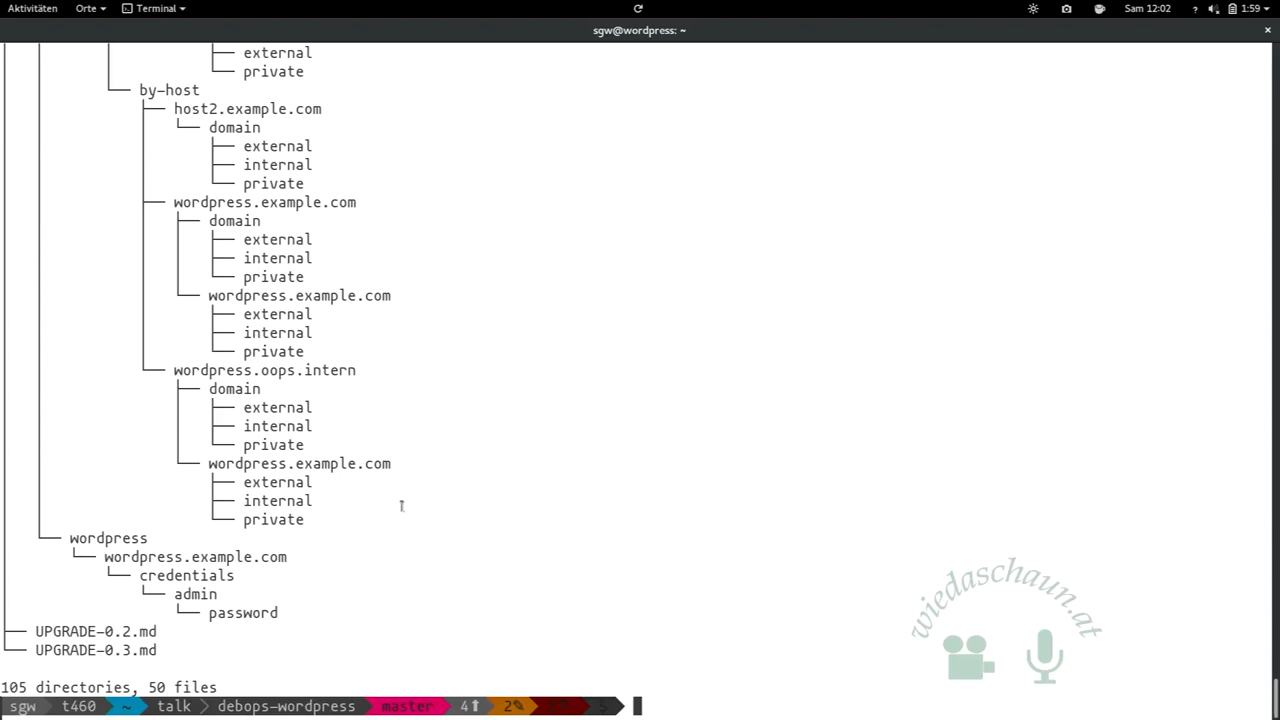 Aktivitäten Orte Terminal Sam 12:02 ? 1:59
sgw@wordpress: ~ ×
├── external
└── private
└── by-host
├── host2.example.com
└── domain
├── external
├── internal
└── private
├── wordpress.example.com
├── domain
├── external
├── internal
└── private
└── wordpress.example.com
├── external
├── internal
└── private
└── wordpress.oops.intern
├── domain
├── external
├── internal
└── private
└── wordpress.example.com
├── external
├── internal
└── private
└── wordpress
└── wordpress.example.com
└── credentials
└── admin
└── password
├── UPGRADE-0.2.md
└── UPGRADE-0.3.md
105 directories, 50 files
sgw t460 ~ talk debops-wordpress master 4⬆ 2✎
wiedaschaun.at